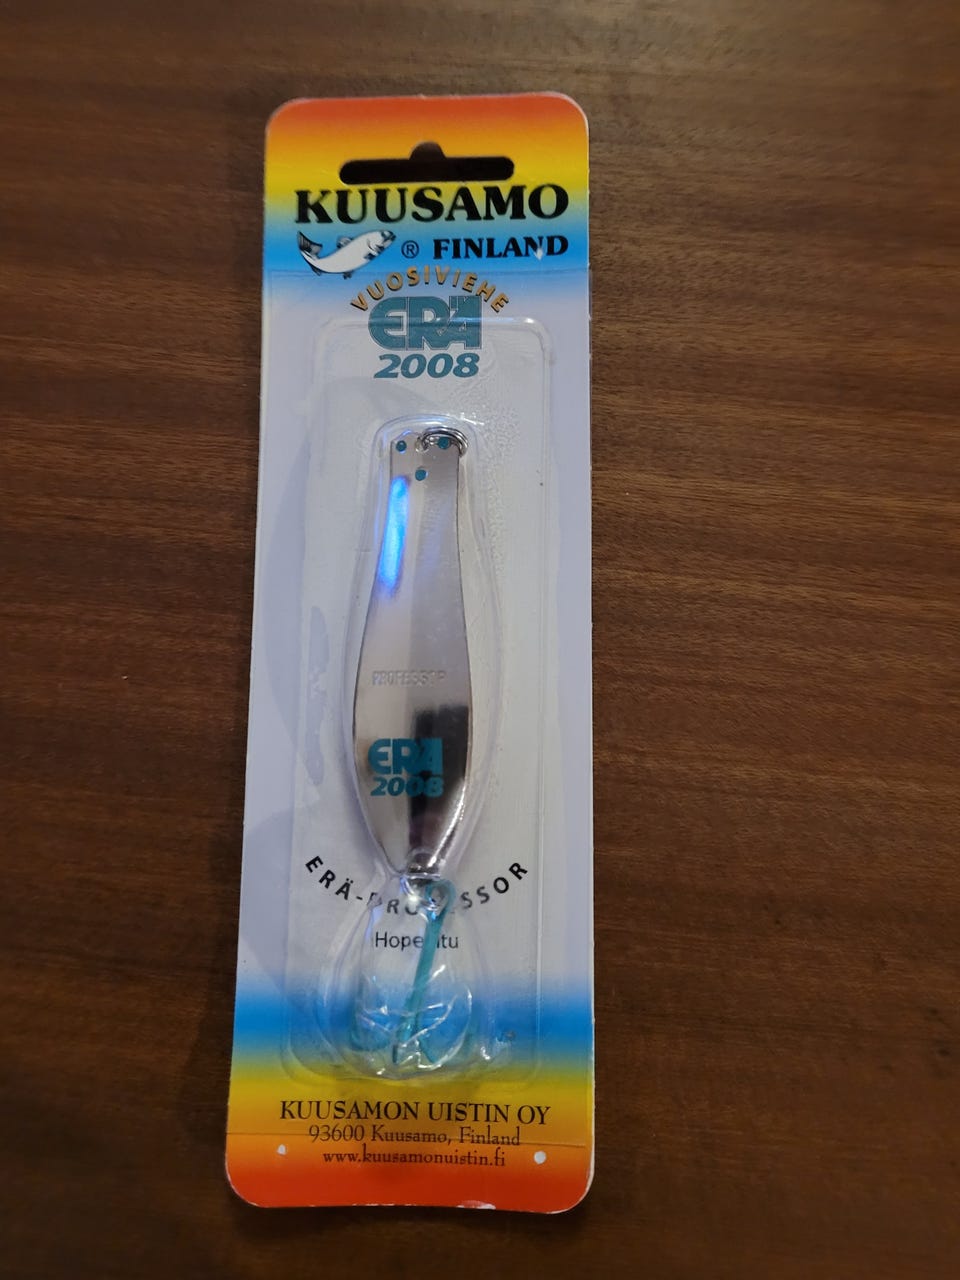 KUUSAMO
® FINLAND
VUOSIVIEHE
ERÄ
2008
PROFESSOR
ERÄ
2008
ERÄ-PROFESSOR
KUUSAMON UISTIN OY
93600 Kuusamo, Finland
www.kuusamonuistin.fi